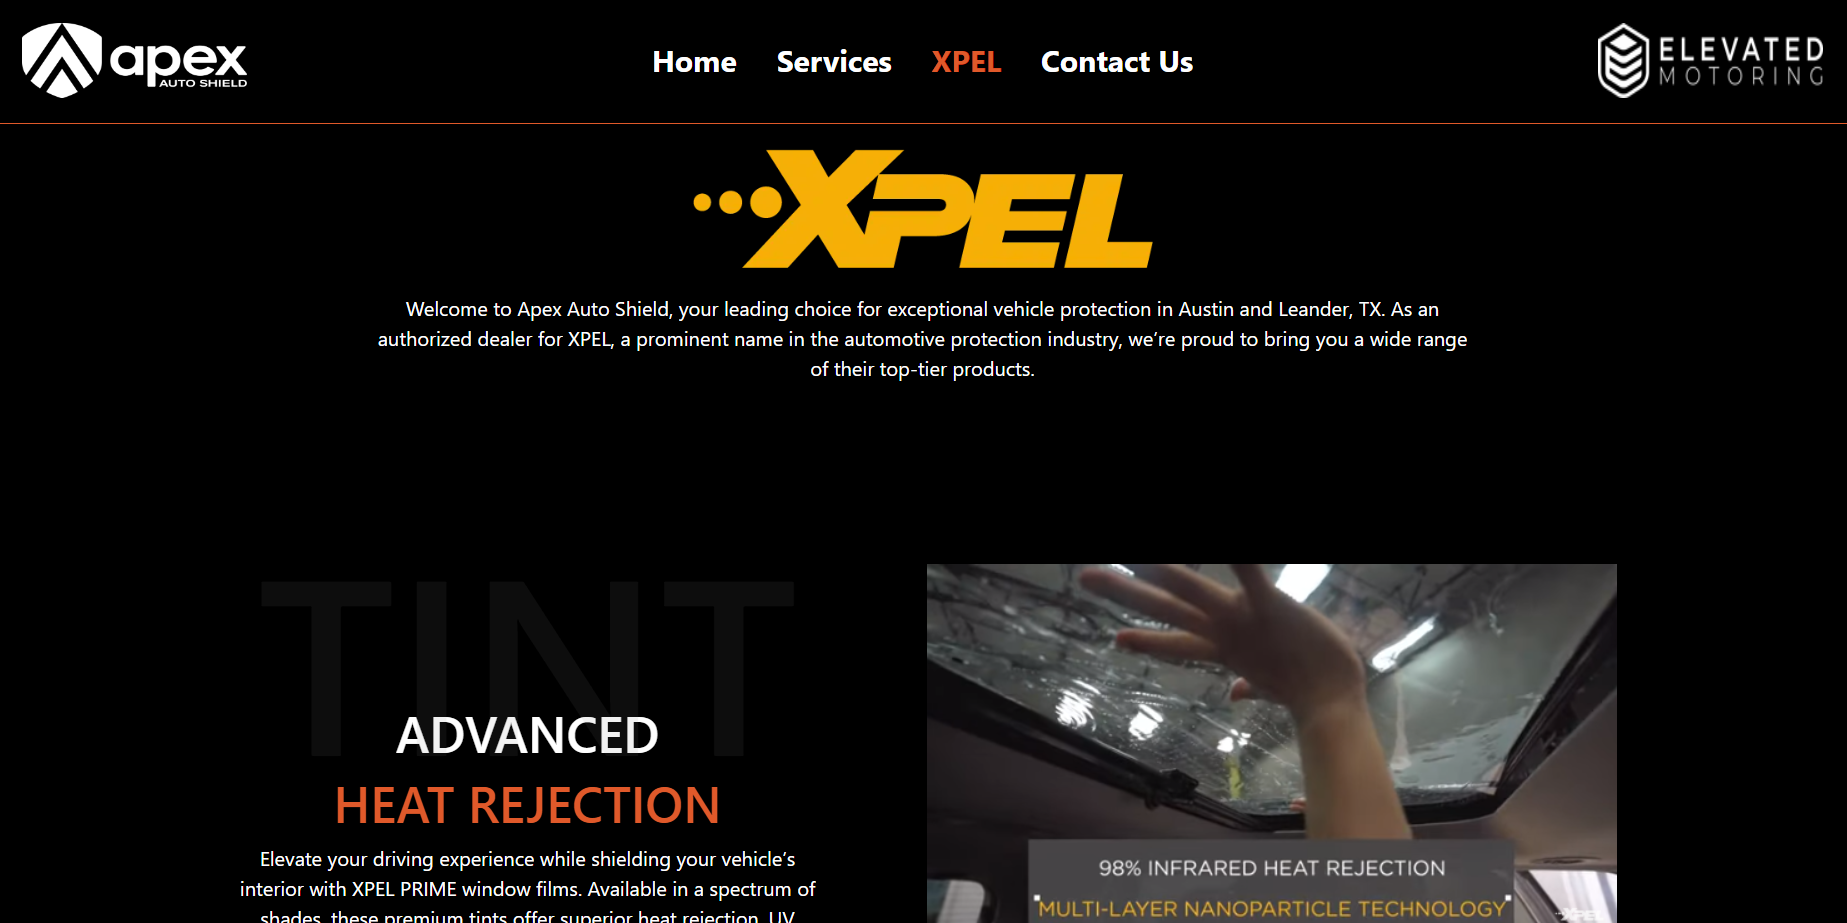 apex
AUTO SHIELD
Home Services XPEL Contact Us
ELEVATED
MOTORING
XPEL
Welcome to Apex Auto Shield, your leading choice for exceptional vehicle protection in Austin and Leander, TX. As an
authorized dealer for XPEL, a prominent name in the automotive protection industry, we’re proud to bring you a wide range
of their top-tier products.
TINT
ADVANCED
HEAT REJECTION
Elevate your driving experience while shielding your vehicle’s
interior with XPEL PRIME window films. Available in a spectrum of
shades, these premium tints offer superior heat rejection, UV
98% INFRARED HEAT REJECTION
MULTI-LAYER NANOPARTICLE TECHNOLOGY
XPEL